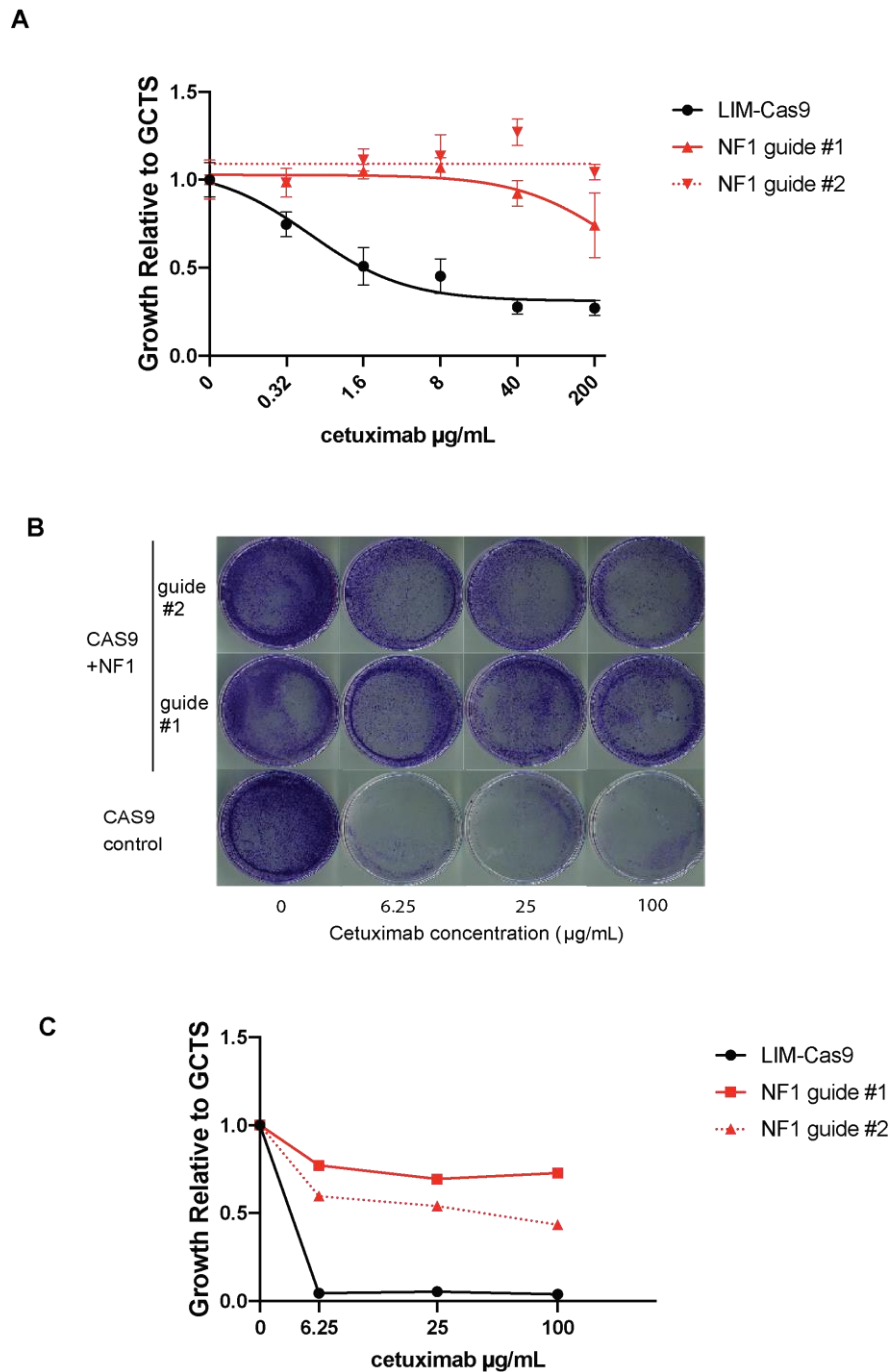 A
Growth Relative to GCTS
1.5
1.0
0.5
0.0
0
0.32
1.6
8
40
200
cetuximab µg/mL
LIM-Cas9
NF1 guide #1
NF1 guide #2
B
CAS9
+NF1
guide
#2
guide
#1
CAS9
control
0 6.25 25 100
Cetuximab concentration (µg/mL)
C
Growth Relative to GCTS
1.5
1.0
0.5
0.0
0 6.25 25 100
cetuximab µg/mL
LIM-Cas9
NF1 guide #1
NF1 guide #2